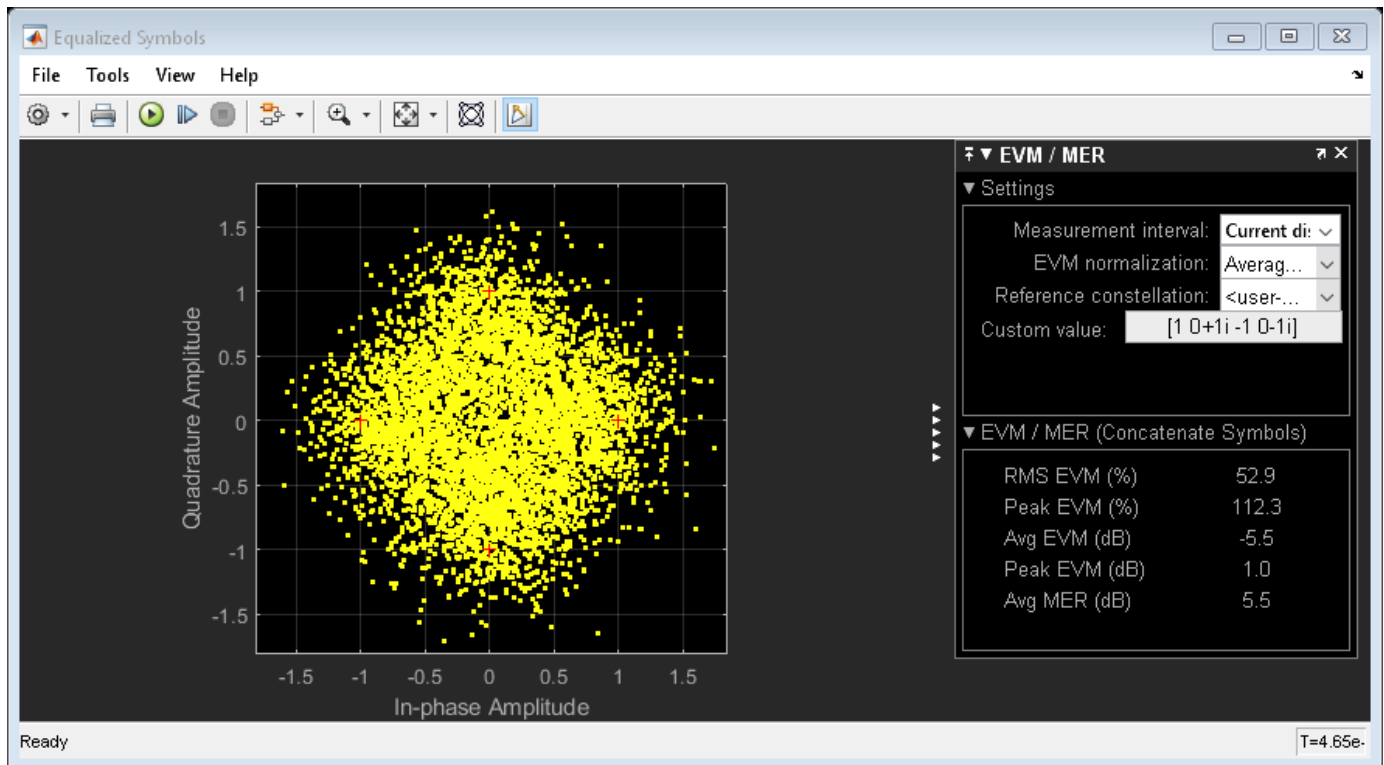 Equalized Symbols
File Tools View Help
EVM / MER
Settings
Measurement interval: Current di:
EVM normalization: Averag...
Reference constellation: <user-...
Custom value: [1 0+1i -1 0-1i]
EVM / MER (Concatenate Symbols)
RMS EVM (%) 52.9
Peak EVM (%) 112.3
Avg EVM (dB) -5.5
Peak EVM (dB) 1.0
Avg MER (dB) 5.5
Quadrature Amplitude
1.5
1
0.5
0
-0.5
-1
-1.5
-1.5 -1 -0.5 0 0.5 1 1.5
In-phase Amplitude
Ready T=4.65e-